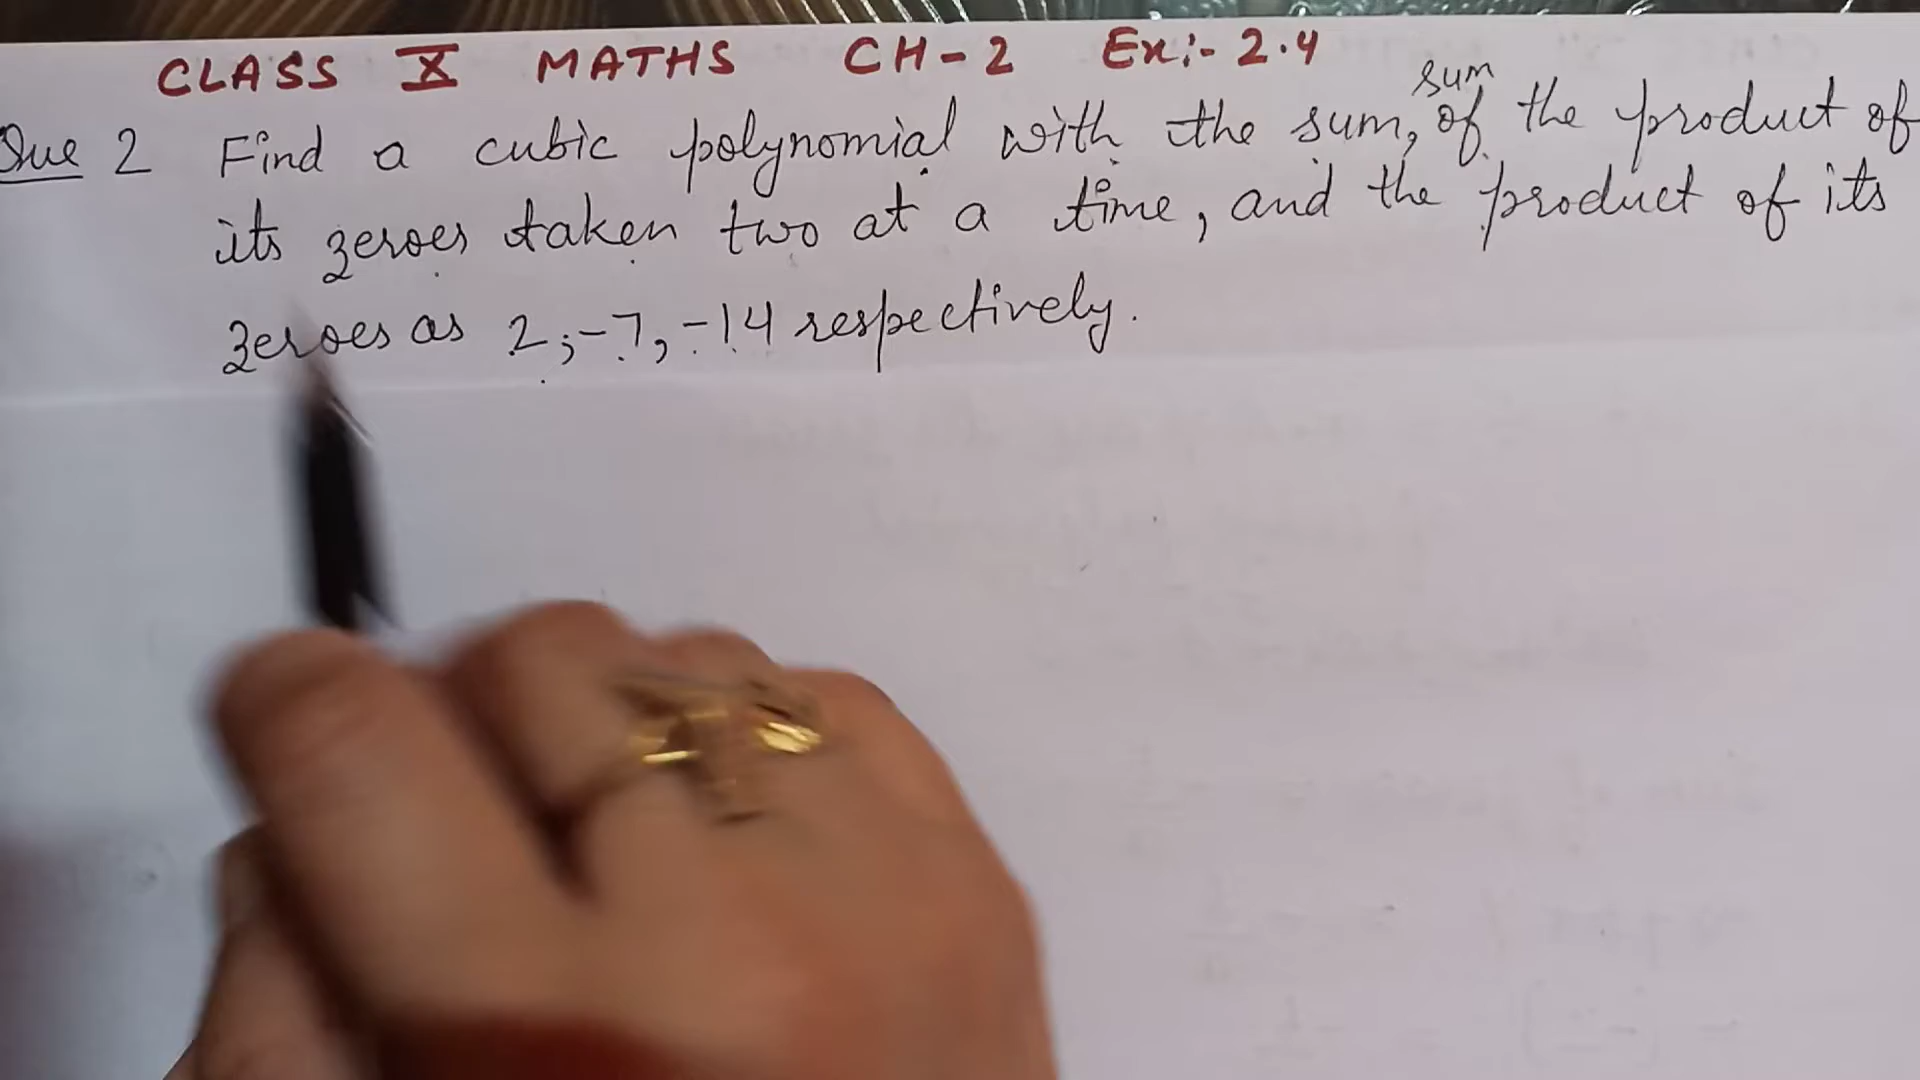 CLASS X MATHS CH-2 Ex:- 2.4
sum
Que 2 Find a cubic polynomial with the sum, of the product of
its zeroes taken two at a time, and the product of its
zeroes as 2,-7, -14 respectively.